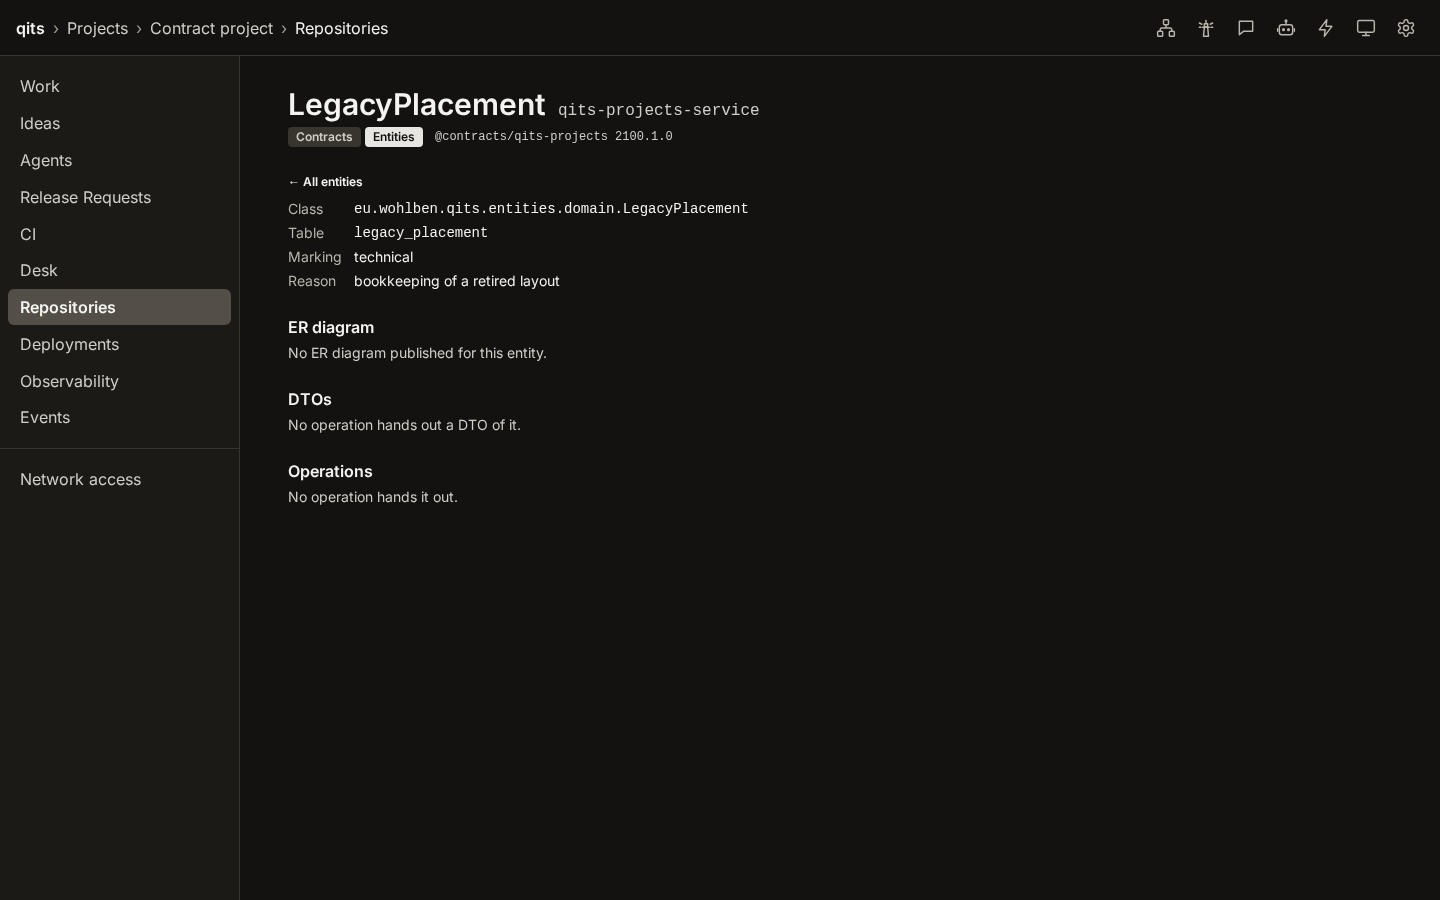 qits › Projects › Contract project › Repositories
Work
Ideas
Agents
Release Requests
CI
Desk
Repositories
Deployments
Observability
Events
Network access
LegacyPlacement qits-projects-service
Contracts Entities @contracts/qits-projects 2100.1.0
← All entities
Class eu.wohlben.qits.entities.domain.LegacyPlacement
Table legacy_placement
Marking technical
Reason bookkeeping of a retired layout
ER diagram
No ER diagram published for this entity.
DTOs
No operation hands out a DTO of it.
Operations
No operation hands it out.